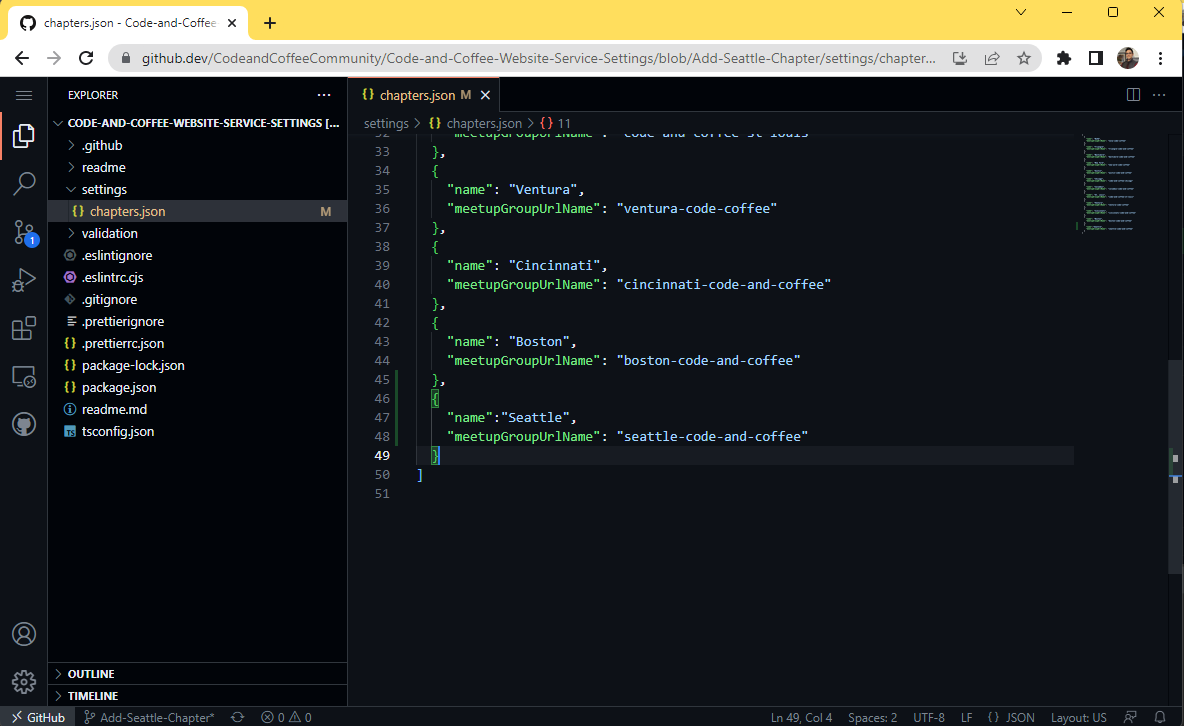 chapters.json - Code-and-Coffee-
github.dev/CodeandCoffeeCommunity/Code-and-Coffee-Website-Service-Settings/blob/Add-Seattle-Chapter/settings/chapter...
EXPLORER
chapters.json M
CODE-AND-COFFEE-WEBSITE-SERVICE-SETTINGS [...
.github
readme
settings
chapters.json M
validation
.eslintignore
.eslintrc.cjs
.gitignore
.prettierignore
.prettierrc.json
package-lock.json
package.json
readme.md
tsconfig.json
OUTLINE
TIMELINE
1
settings > {} chapters.json > {} 11
32 "meetupGroupUrlName": "code-and-coffee-st-louis"
33 },
34 {
35 "name": "Ventura",
36 "meetupGroupUrlName": "ventura-code-coffee"
37 },
38 {
39 "name": "Cincinnati",
40 "meetupGroupUrlName": "cincinnati-code-and-coffee"
41 },
42 {
43 "name": "Boston",
44 "meetupGroupUrlName": "boston-code-and-coffee"
45 },
46 {
47 "name":"Seattle",
48 "meetupGroupUrlName": "seattle-code-and-coffee"
49 }
50 ]
51
GitHub Add-Seattle-Chapter* 0 0 Ln 49, Col 4 Spaces: 2 UTF-8 LF {} JSON Layout: US